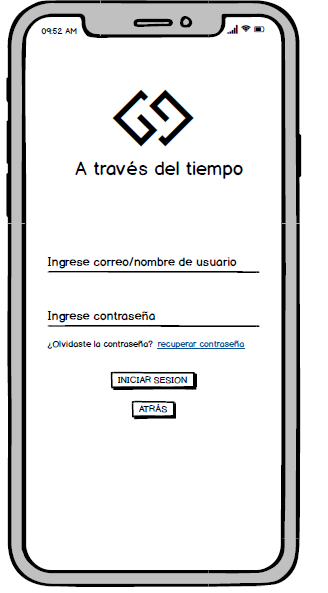 09:52 AM
A través del tiempo
Ingrese correo/nombre de usuario
Ingrese contraseña
¿Olvidaste la contraseña? recuperar contraseña
INICIAR SESION
ATRÁS